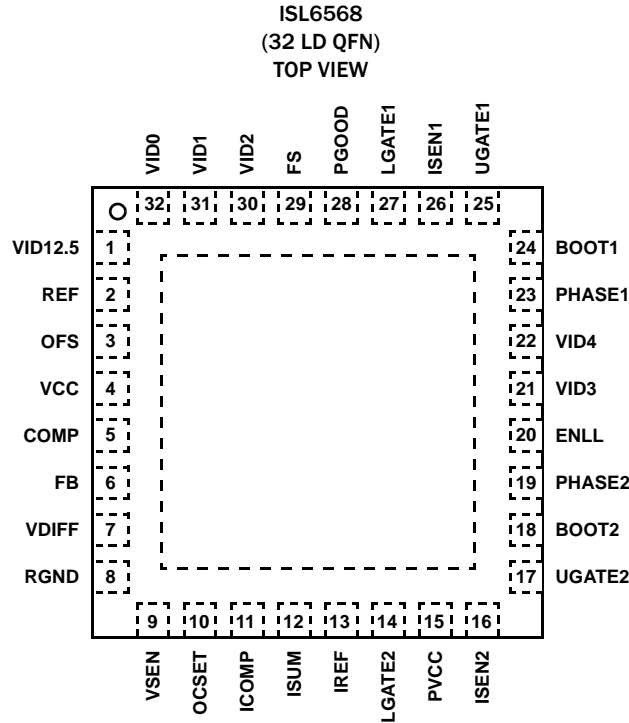 ISL6568
(32 LD QFN)
TOP VIEW
VID0 VID1 VID2 FS PGOOD LGATE1 ISEN1 UGATE1
32 31 30 29 28 27 26 25
VID12.5 1 24 BOOT1
REF 2 23 PHASE1
OFS 3 22 VID4
VCC 4 21 VID3
COMP 5 20 ENLL
FB 6 19 PHASE2
VDIFF 7 18 BOOT2
RGND 8 17 UGATE2
9 10 11 12 13 14 15 16
VSEN OCSET ICOMP ISUM IREF LGATE2 PVCC ISEN2